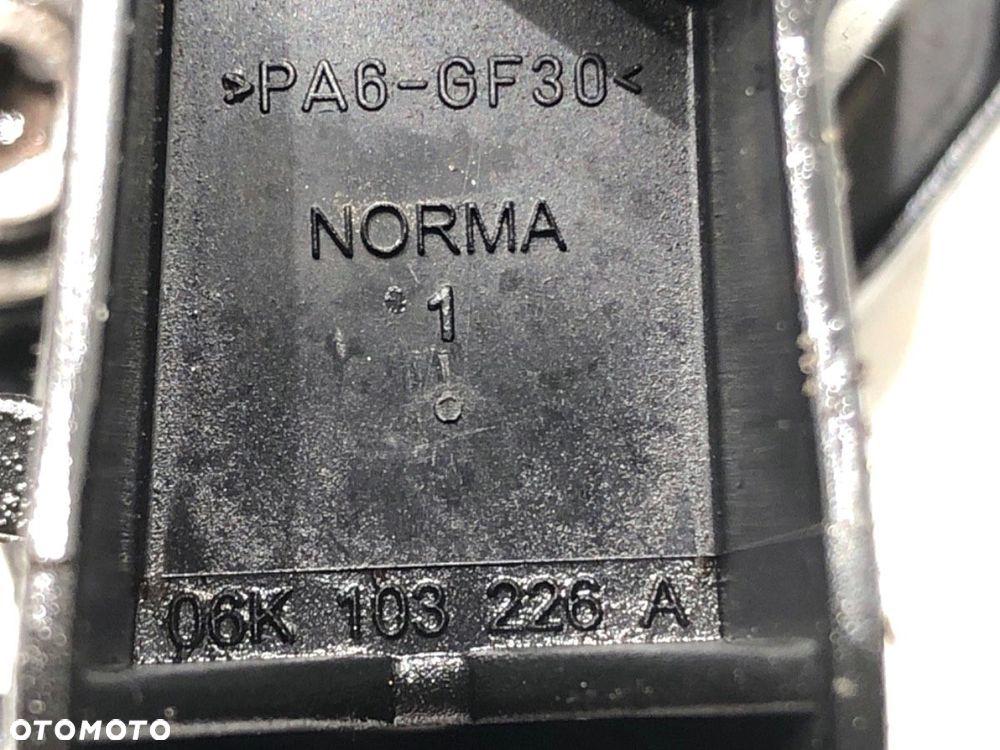 >PA6-GF30<
NORMA
1
06K 103 226 A
OTOMOTO